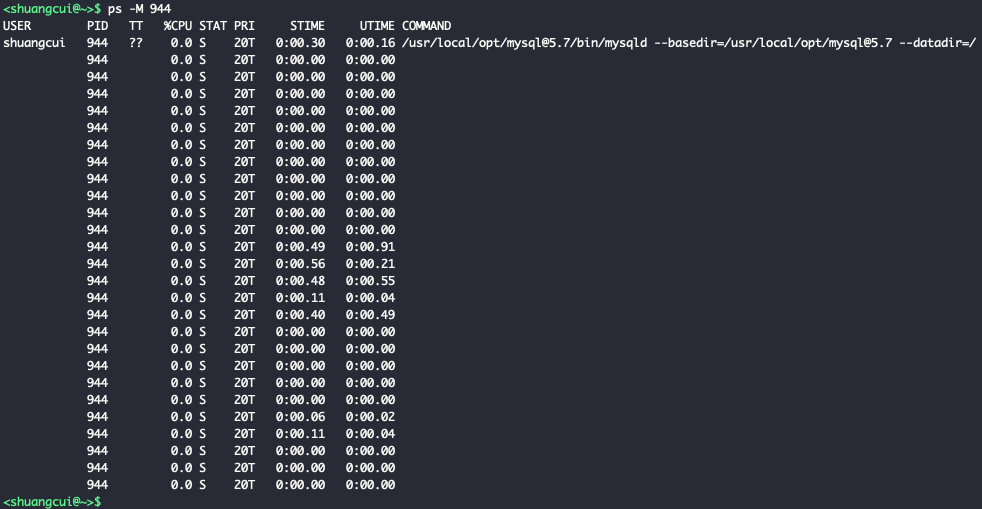 <shuangcui@~>$ ps -M 944
USER PID TT %CPU STAT PRI STIME UTIME COMMAND
shuangcui 944 ?? 0.0 S 20T 0:00.30 0:00.16 /usr/local/opt/mysql@5.7/bin/mysqld --basedir=/usr/local/opt/mysql@5.7 --datadir=/
944 0.0 S 20T 0:00.00 0:00.00
944 0.0 S 20T 0:00.00 0:00.00
944 0.0 S 20T 0:00.00 0:00.00
944 0.0 S 20T 0:00.00 0:00.00
944 0.0 S 20T 0:00.00 0:00.00
944 0.0 S 20T 0:00.00 0:00.00
944 0.0 S 20T 0:00.00 0:00.00
944 0.0 S 20T 0:00.00 0:00.00
944 0.0 S 20T 0:00.00 0:00.00
944 0.0 S 20T 0:00.00 0:00.00
944 0.0 S 20T 0:00.00 0:00.00
944 0.0 S 20T 0:00.49 0:00.91
944 0.0 S 20T 0:00.56 0:00.21
944 0.0 S 20T 0:00.48 0:00.55
944 0.0 S 20T 0:00.11 0:00.04
944 0.0 S 20T 0:00.40 0:00.49
944 0.0 S 20T 0:00.00 0:00.00
944 0.0 S 20T 0:00.00 0:00.00
944 0.0 S 20T 0:00.00 0:00.00
944 0.0 S 20T 0:00.00 0:00.00
944 0.0 S 20T 0:00.00 0:00.00
944 0.0 S 20T 0:00.06 0:00.02
944 0.0 S 20T 0:00.11 0:00.04
944 0.0 S 20T 0:00.00 0:00.00
944 0.0 S 20T 0:00.00 0:00.00
944 0.0 S 20T 0:00.00 0:00.00
<shuangcui@~>$